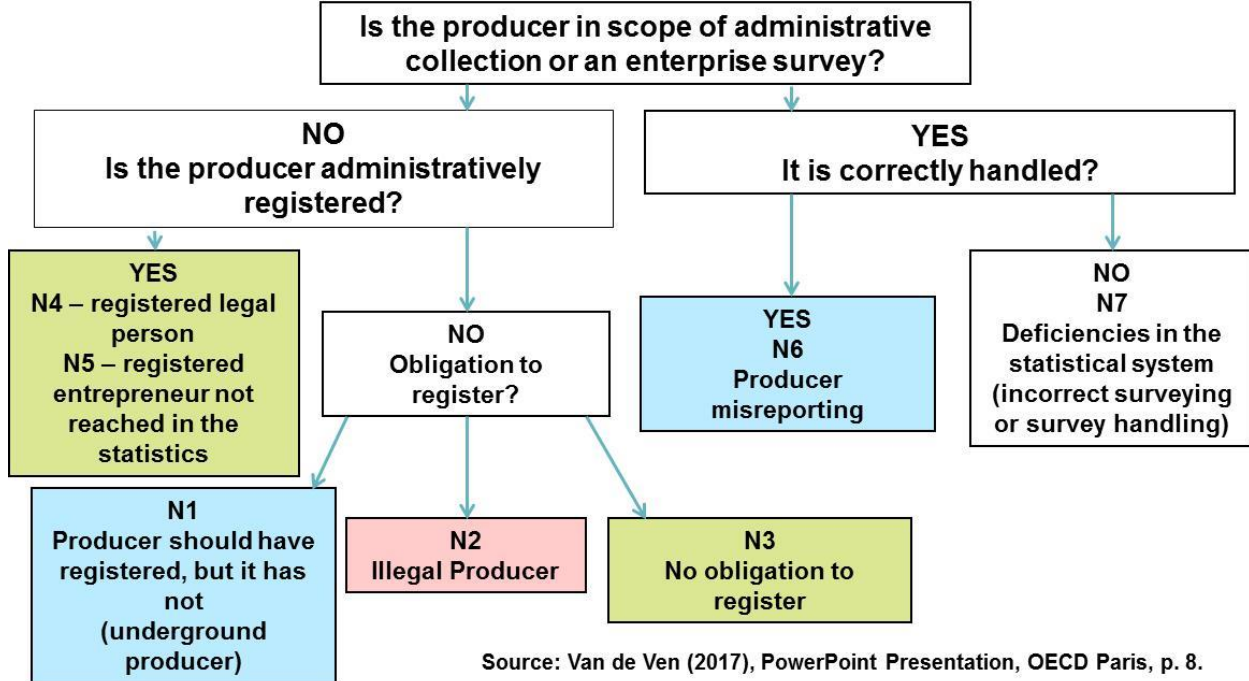 Is the producer in scope of administrative
collection or an enterprise survey?
NO
Is the producer administratively
registered?
YES
It is correctly handled?
YES
N4 – registered legal
person
N5 – registered
entrepreneur not
reached in the
statistics
NO
Obligation to
register?
YES
N6
Producer
misreporting
NO
N7
Deficiencies in the
statistical system
(incorrect surveying
or survey handling)
N1
Producer should have
registered, but it has
not
(underground
producer)
N2
Illegal Producer
N3
No obligation to
register
Source: Van de Ven (2017), PowerPoint Presentation, OECD Paris, p. 8.